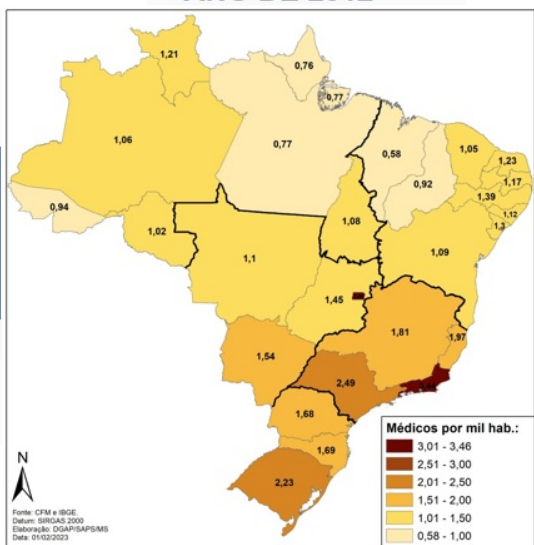 1,21
0,76
0,77
1,06
0,77
0,58
1,05
1,23
1,17
1,39
1,12
1,3
0,92
0,94
1,02
1,08
1,09
1,1
1,45
1,81
1,97
1,54
2,49
1,68
1,69
2,23
N
Fonte: CFM e IBGE.
Datum: SIRGAS 2000
Elaboração: DGAP/SAPS/MS
Data: 01/02/2023
Médicos por mil hab.:
3,01 - 3,46
2,51 - 3,00
2,01 - 2,50
1,51 - 2,00
1,01 - 1,50
0,58 - 1,00